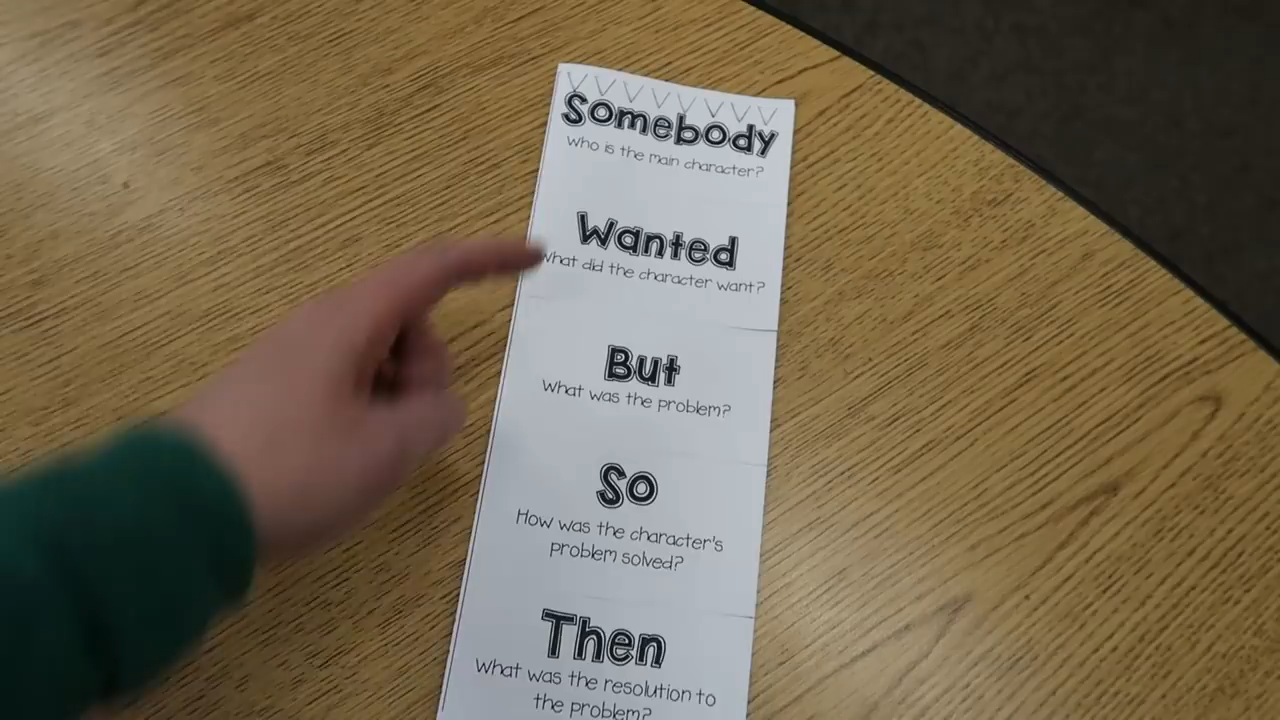 Somebody
Who is the main character?
Wanted
What did the character want?
But
What was the problem?
So
How was the character's
problem solved?
Then
What was the resolution to
the problem?